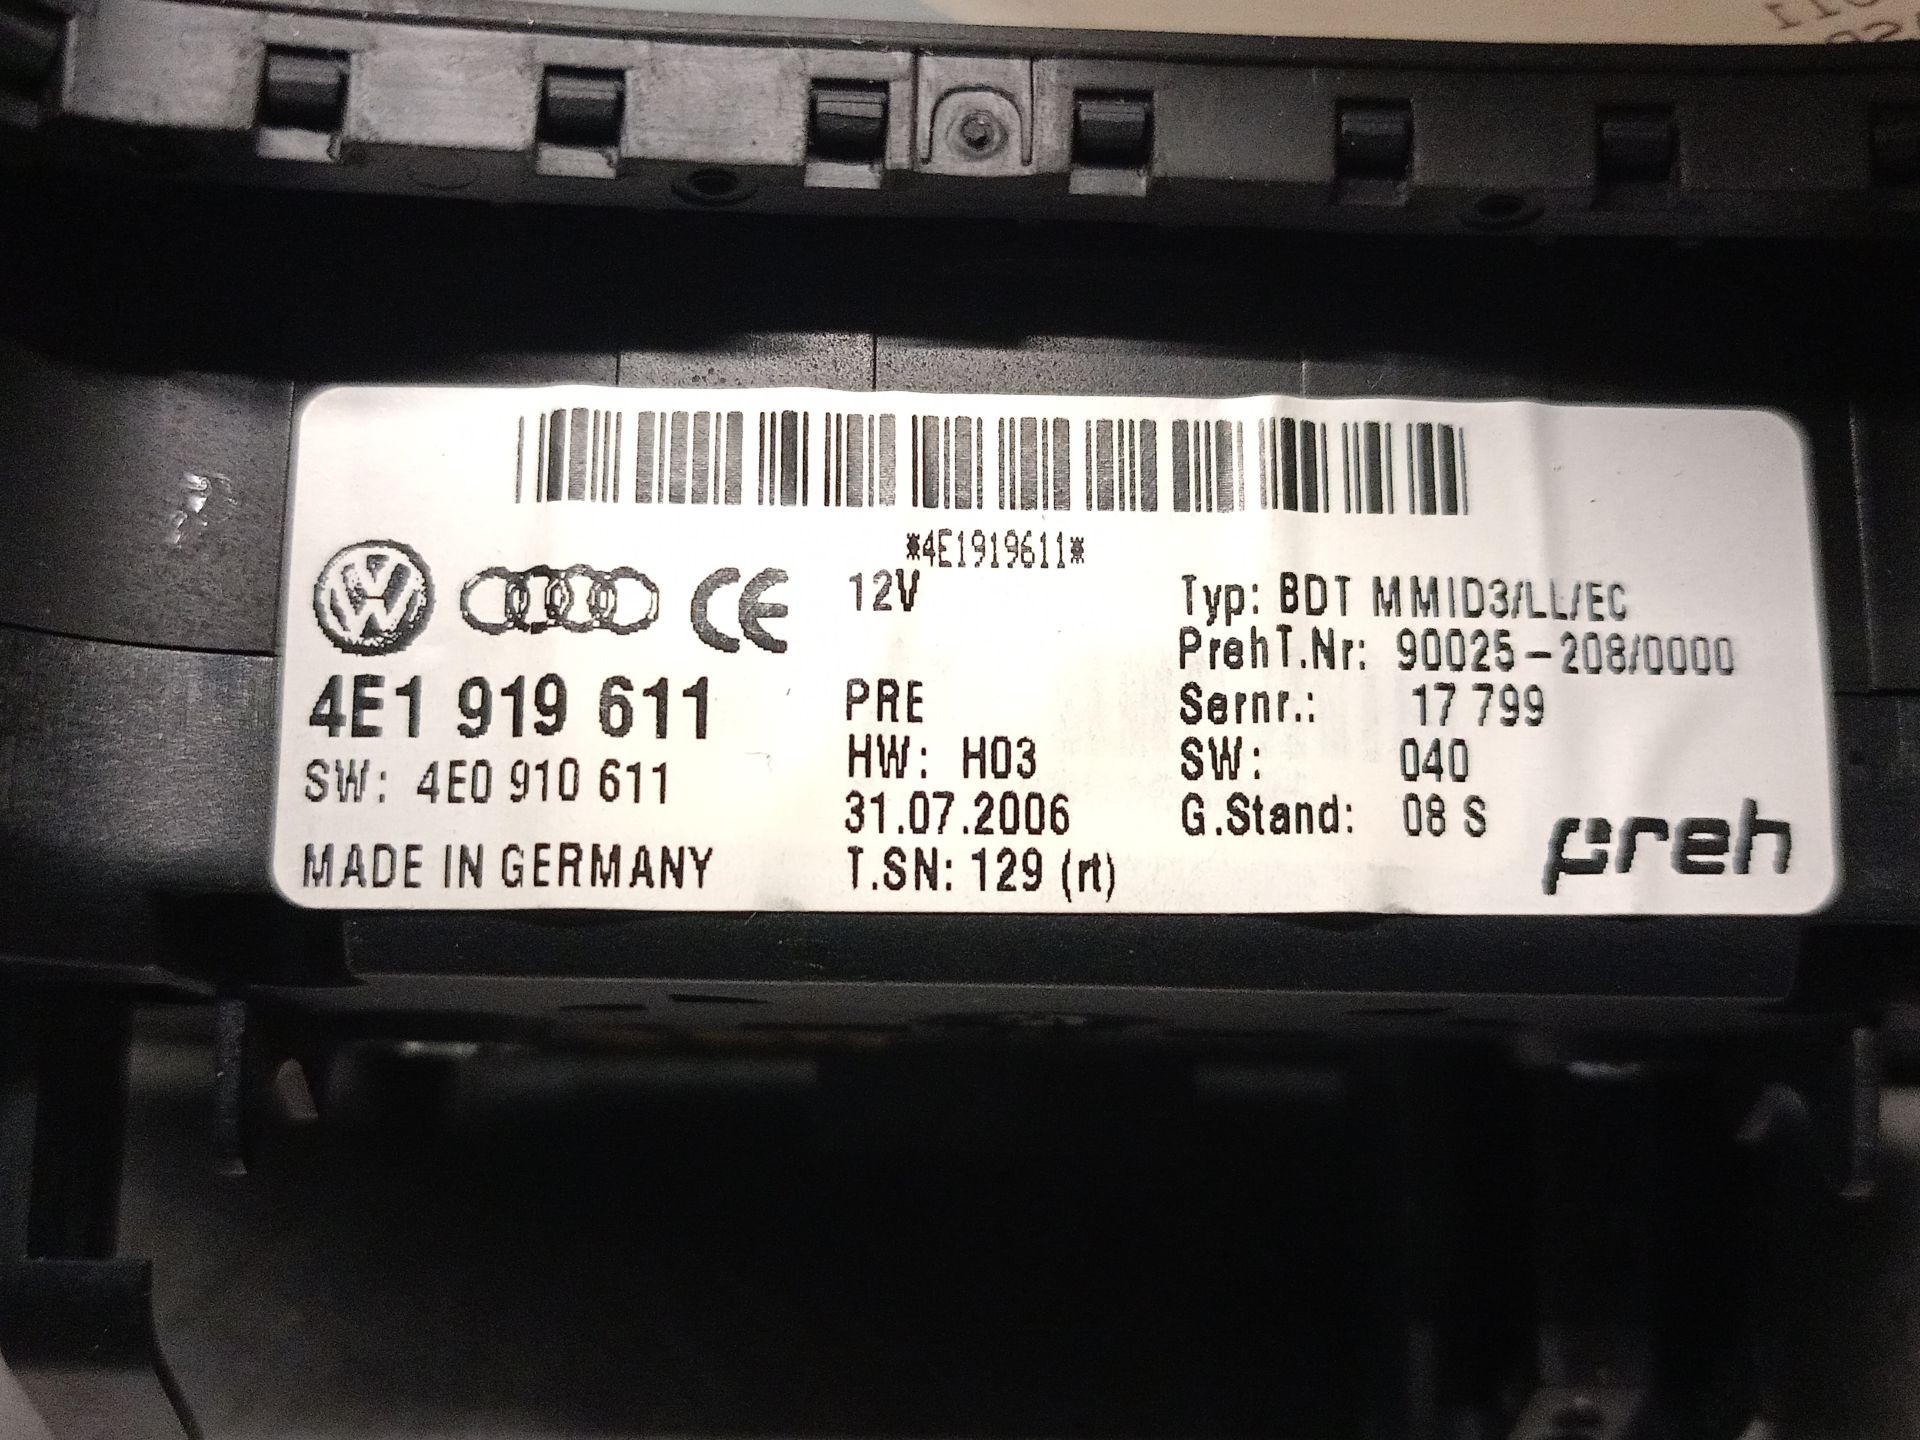 *4E1919611*
12V
Typ: BDT MMID3/LL/EC
PrehT.Nr: 90025-208/0000
4E1 919 611
PRE
Sernr.: 17 799
SW: 4E0 910 611
HW: H03
SW: 040
31.07.2006
G.Stand: 08 S
MADE IN GERMANY
T.SN: 129 (rt)
preh